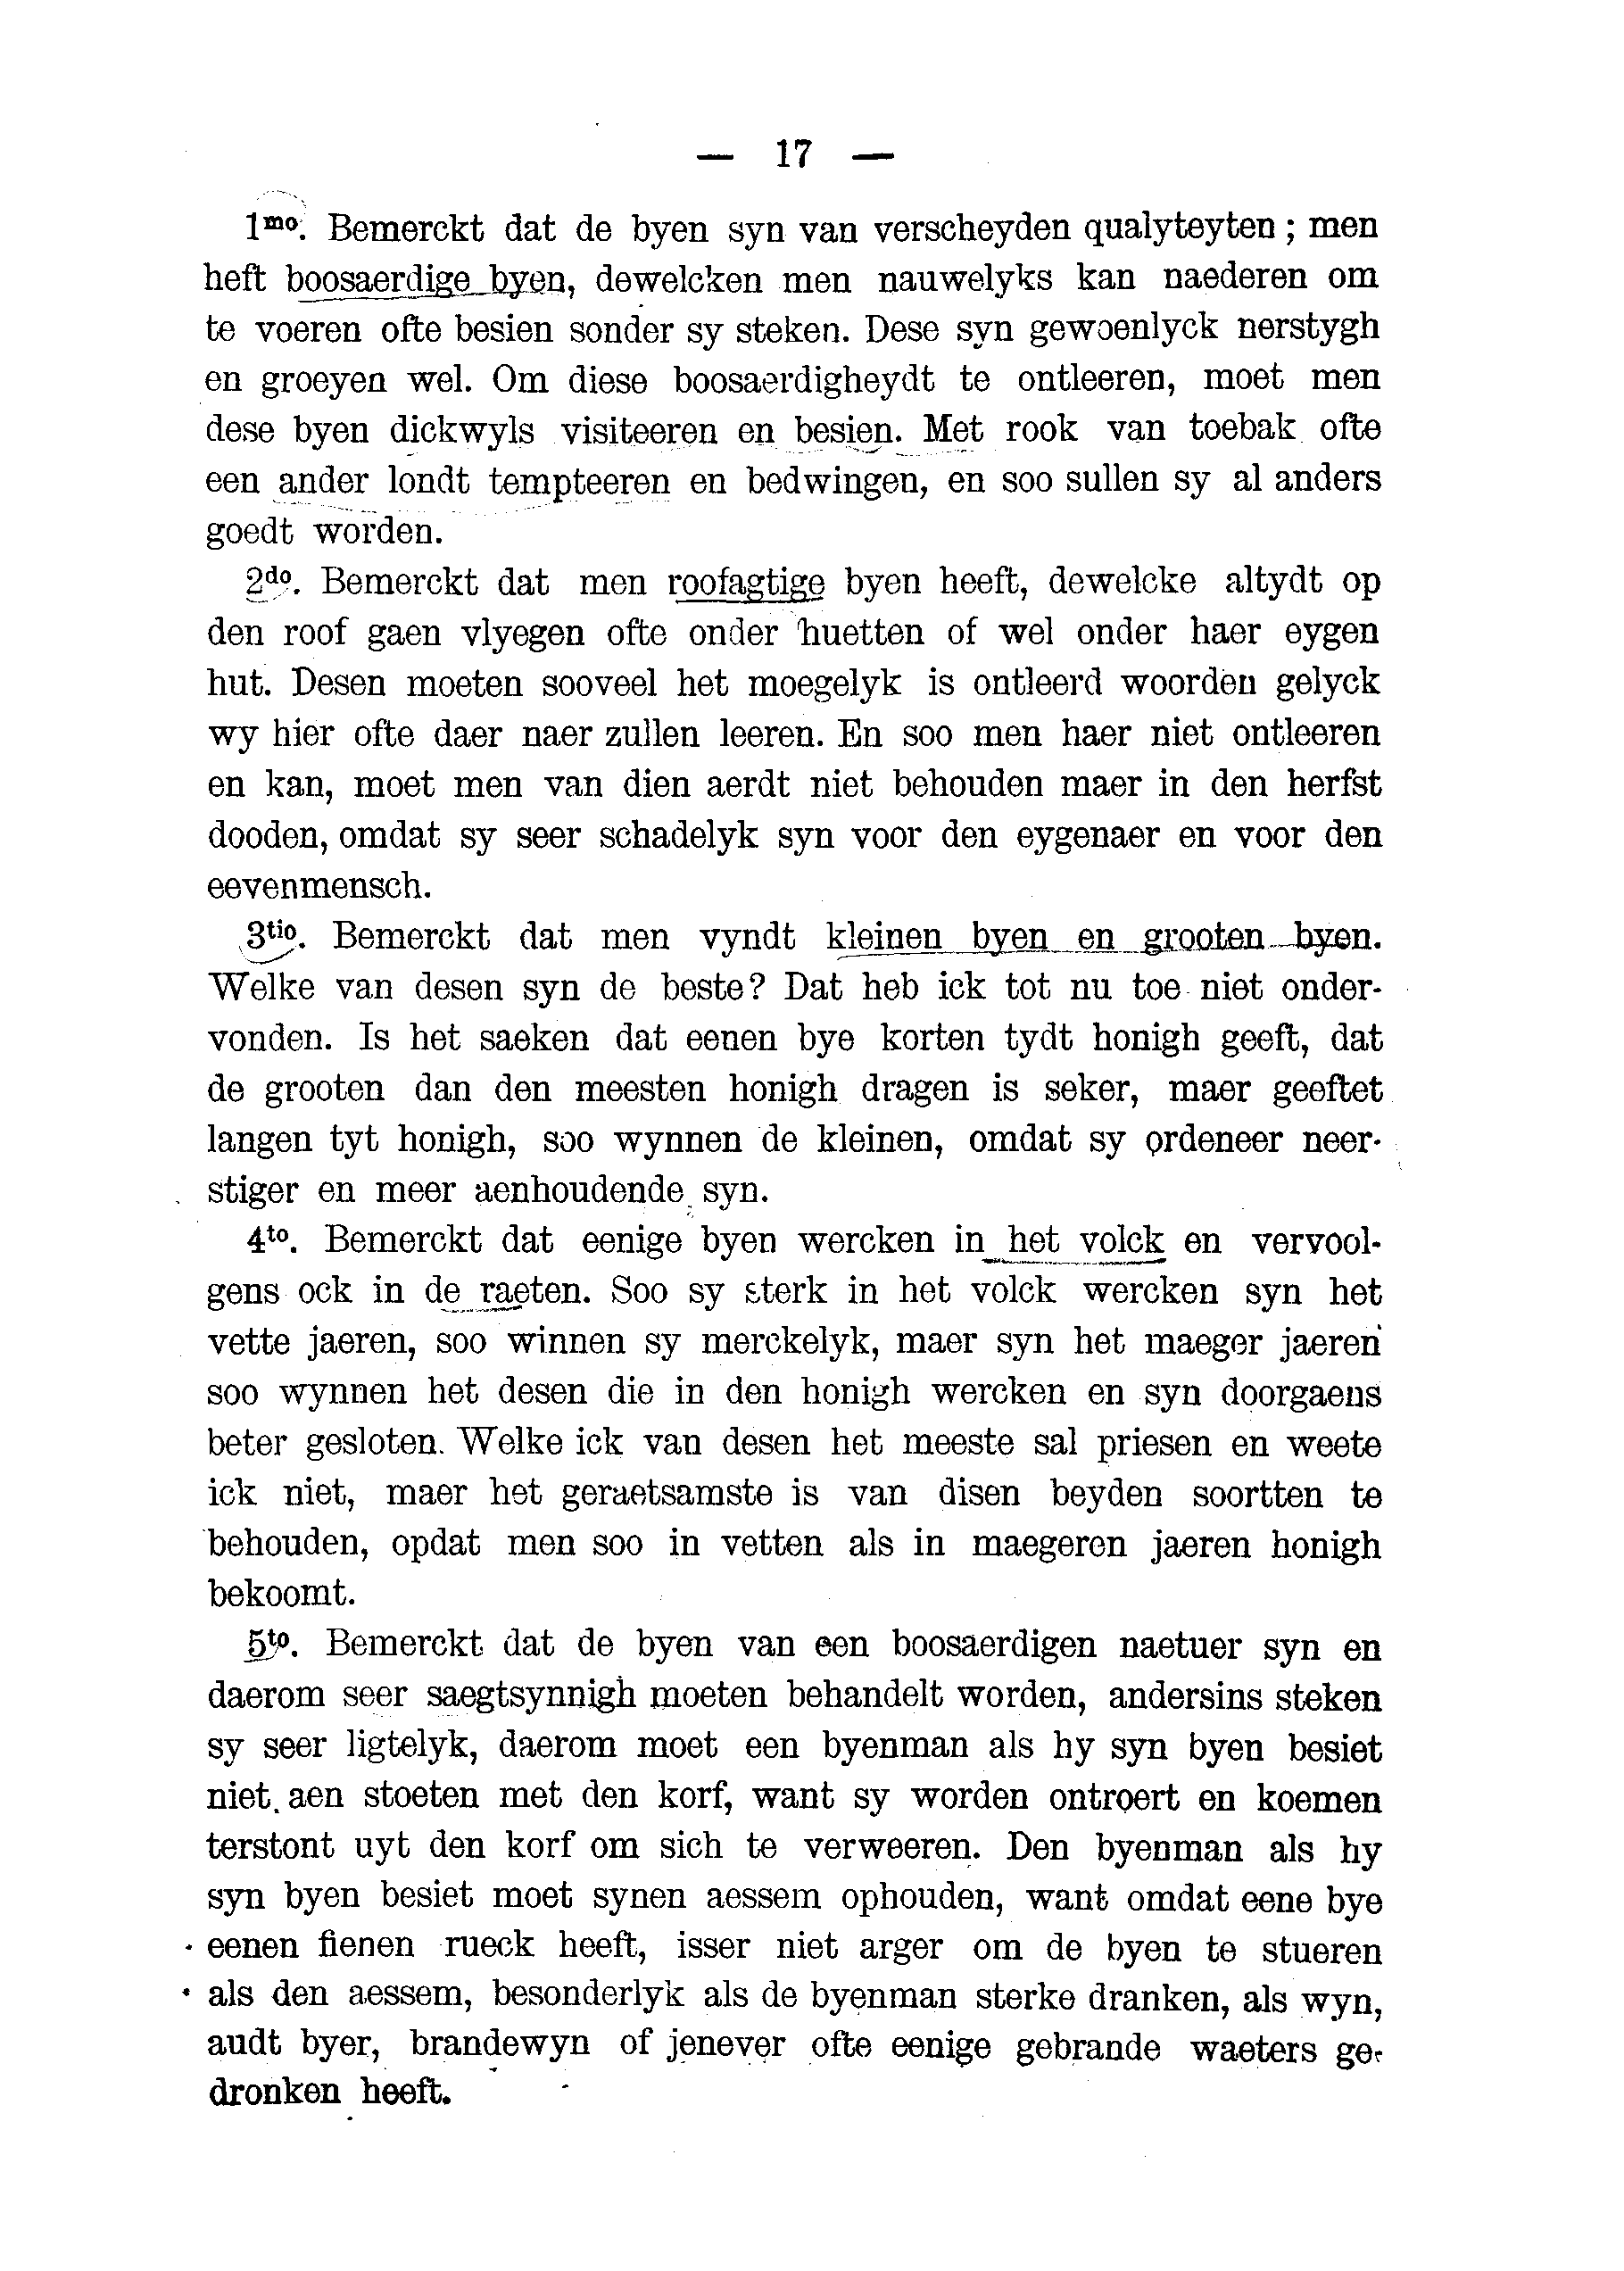 — 17 —
1mo. Bemerckt dat de byen syn van verscheyden qualyteyten ; men
heft boosaerdige byen, dewelcken men nauwelyks kan naederen om
te voeren ofte besien sonder sy steken. Dese syn gewoenlyck nerstygh
en groeyen wel. Om diese boosaerdigheydt te ontleeren, moet men
dese byen dickwyls visiteeren en besien. Met rook van toebak ofte
een ander londt tempteeren en bedwingen, en soo sullen sy al anders
goedt worden.
2do. Bemerckt dat men roofagtige byen heeft, dewelcke altydt op
den roof gaen vlyegen ofte onder huetten of wel onder haer eygen
hut. Desen moeten sooveel het moegelyk is ontleerd woorden gelyck
wy hier ofte daer naer zullen leeren. En soo men haer niet ontleeren
en kan, moet men van dien aerdt niet behouden maer in den herfst
dooden, omdat sy seer schadelyk syn voor den eygenaer en voor den
eevenmensch.
3tio. Bemerckt dat men vyndt kleinen byen en grooten byen.
Welke van desen syn de beste? Dat heb ick tot nu toe niet onder-
vonden. Is het saeken dat eenen bye korten tydt honigh geeft, dat
de grooten dan den meesten honigh dragen is seker, maer geeftet
langen tyt honigh, soo wynnen de kleinen, omdat sy ordeneer neer-
stiger en meer aenhoudende syn.
4to. Bemerckt dat eenige byen wercken in het volck en vervool-
gens ock in de raeten. Soo sy sterk in het volck wercken syn het
vette jaeren, soo winnen sy merckelyk, maer syn het maeger jaeren
soo wynnen het desen die in den honigh wercken en syn doorgaens
beter gesloten. Welke ick van desen het meeste sal priesen en weete
ick niet, maer het geraetsamste is van disen beyden soortten te
behouden, opdat men soo in vetten als in maegeren jaeren honigh
bekoomt.
5to. Bemerckt dat de byen van een boosaerdigen naetuer syn en
daerom seer saegtsynnigh moeten behandelt worden, andersins steken
sy seer ligtelyk, daerom moet een byenman als hy syn byen besiet
niet aen stoeten met den korf, want sy worden ontroert en koemen
terstont uyt den korf om sich te verweeren. Den byenman als hy
syn byen besiet moet synen aessem ophouden, want omdat eene bye
eenen fienen rueck heeft, isser niet arger om de byen te stueren
als den aessem, besonderlyk als de byenman sterke dranken, als wyn,
audt byer, brandewyn of jenever ofte eenige gebrande waeters ge-
dronken heeft.